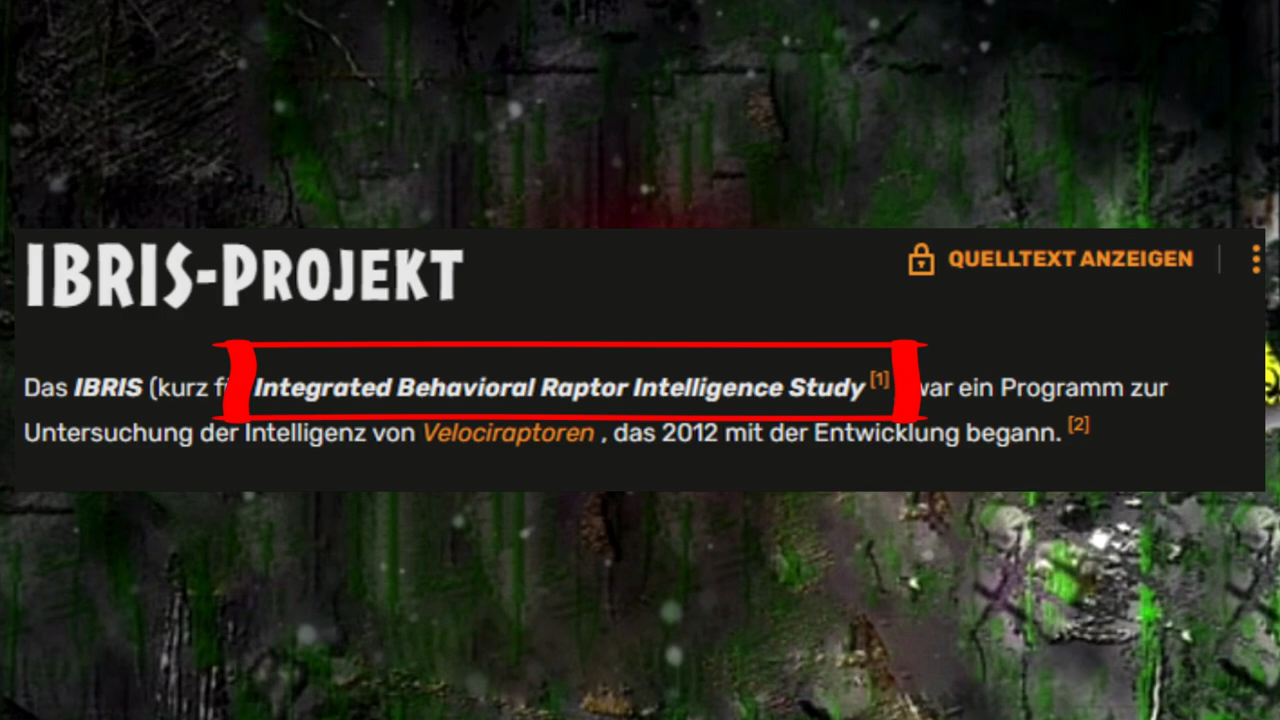 IBRIS-PROJEKT
QUELLTEXT ANZEIGEN
Das IBRIS (kurz Integrated Behavioral Raptor Intelligence Study [1] war ein Programm zur
Untersuchung der Intelligenz von Velociraptoren , das 2012 mit der Entwicklung begann. [2]